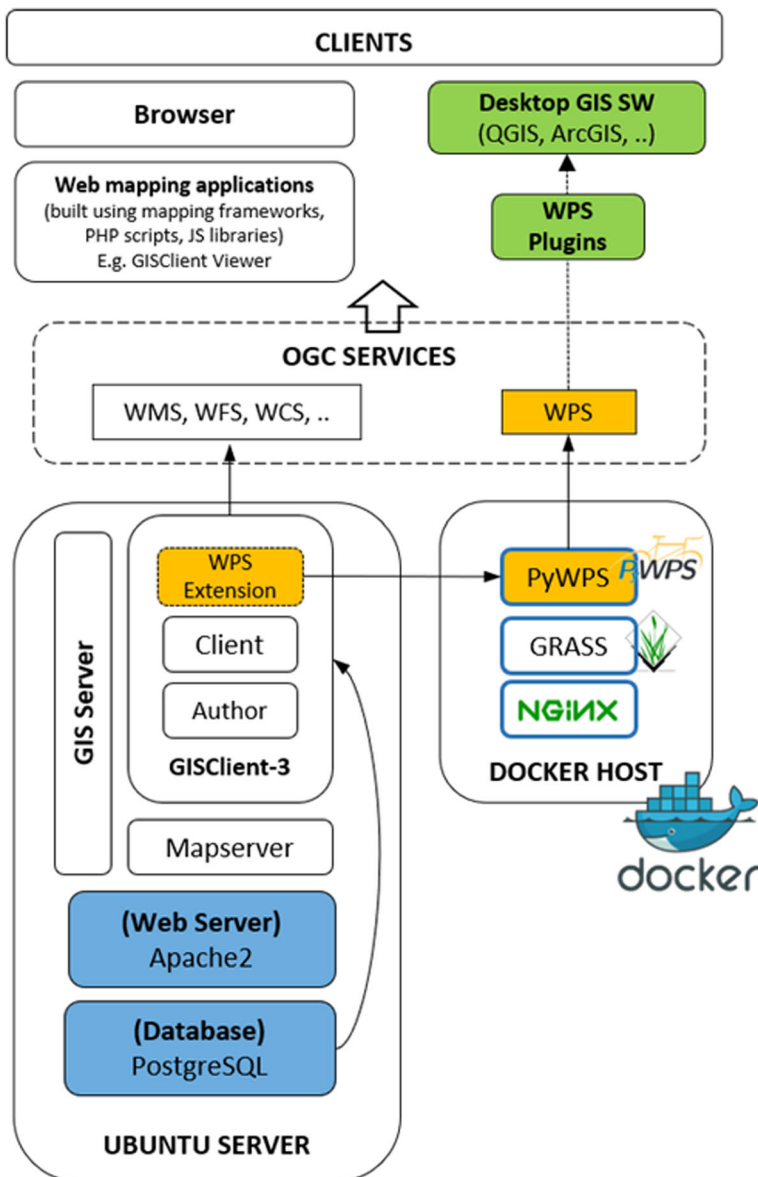 CLIENTS
Browser
Desktop GIS SW
(QGIS, ArcGIS, ..)
Web mapping applications
(built using mapping frameworks,
PHP scripts, JS libraries)
E.g. GISClient Viewer
WPS
Plugins
OGC SERVICES
WMS, WFS, WCS, ..
WPS
GIS Server
WPS
Extension
Client
Author
GISClient-3
Mapserver
(Web Server)
Apache2
(Database)
PostgreSQL
UBUNTU SERVER
PyWPS
PyWPS
GRASS
NGINX
DOCKER HOST
docker